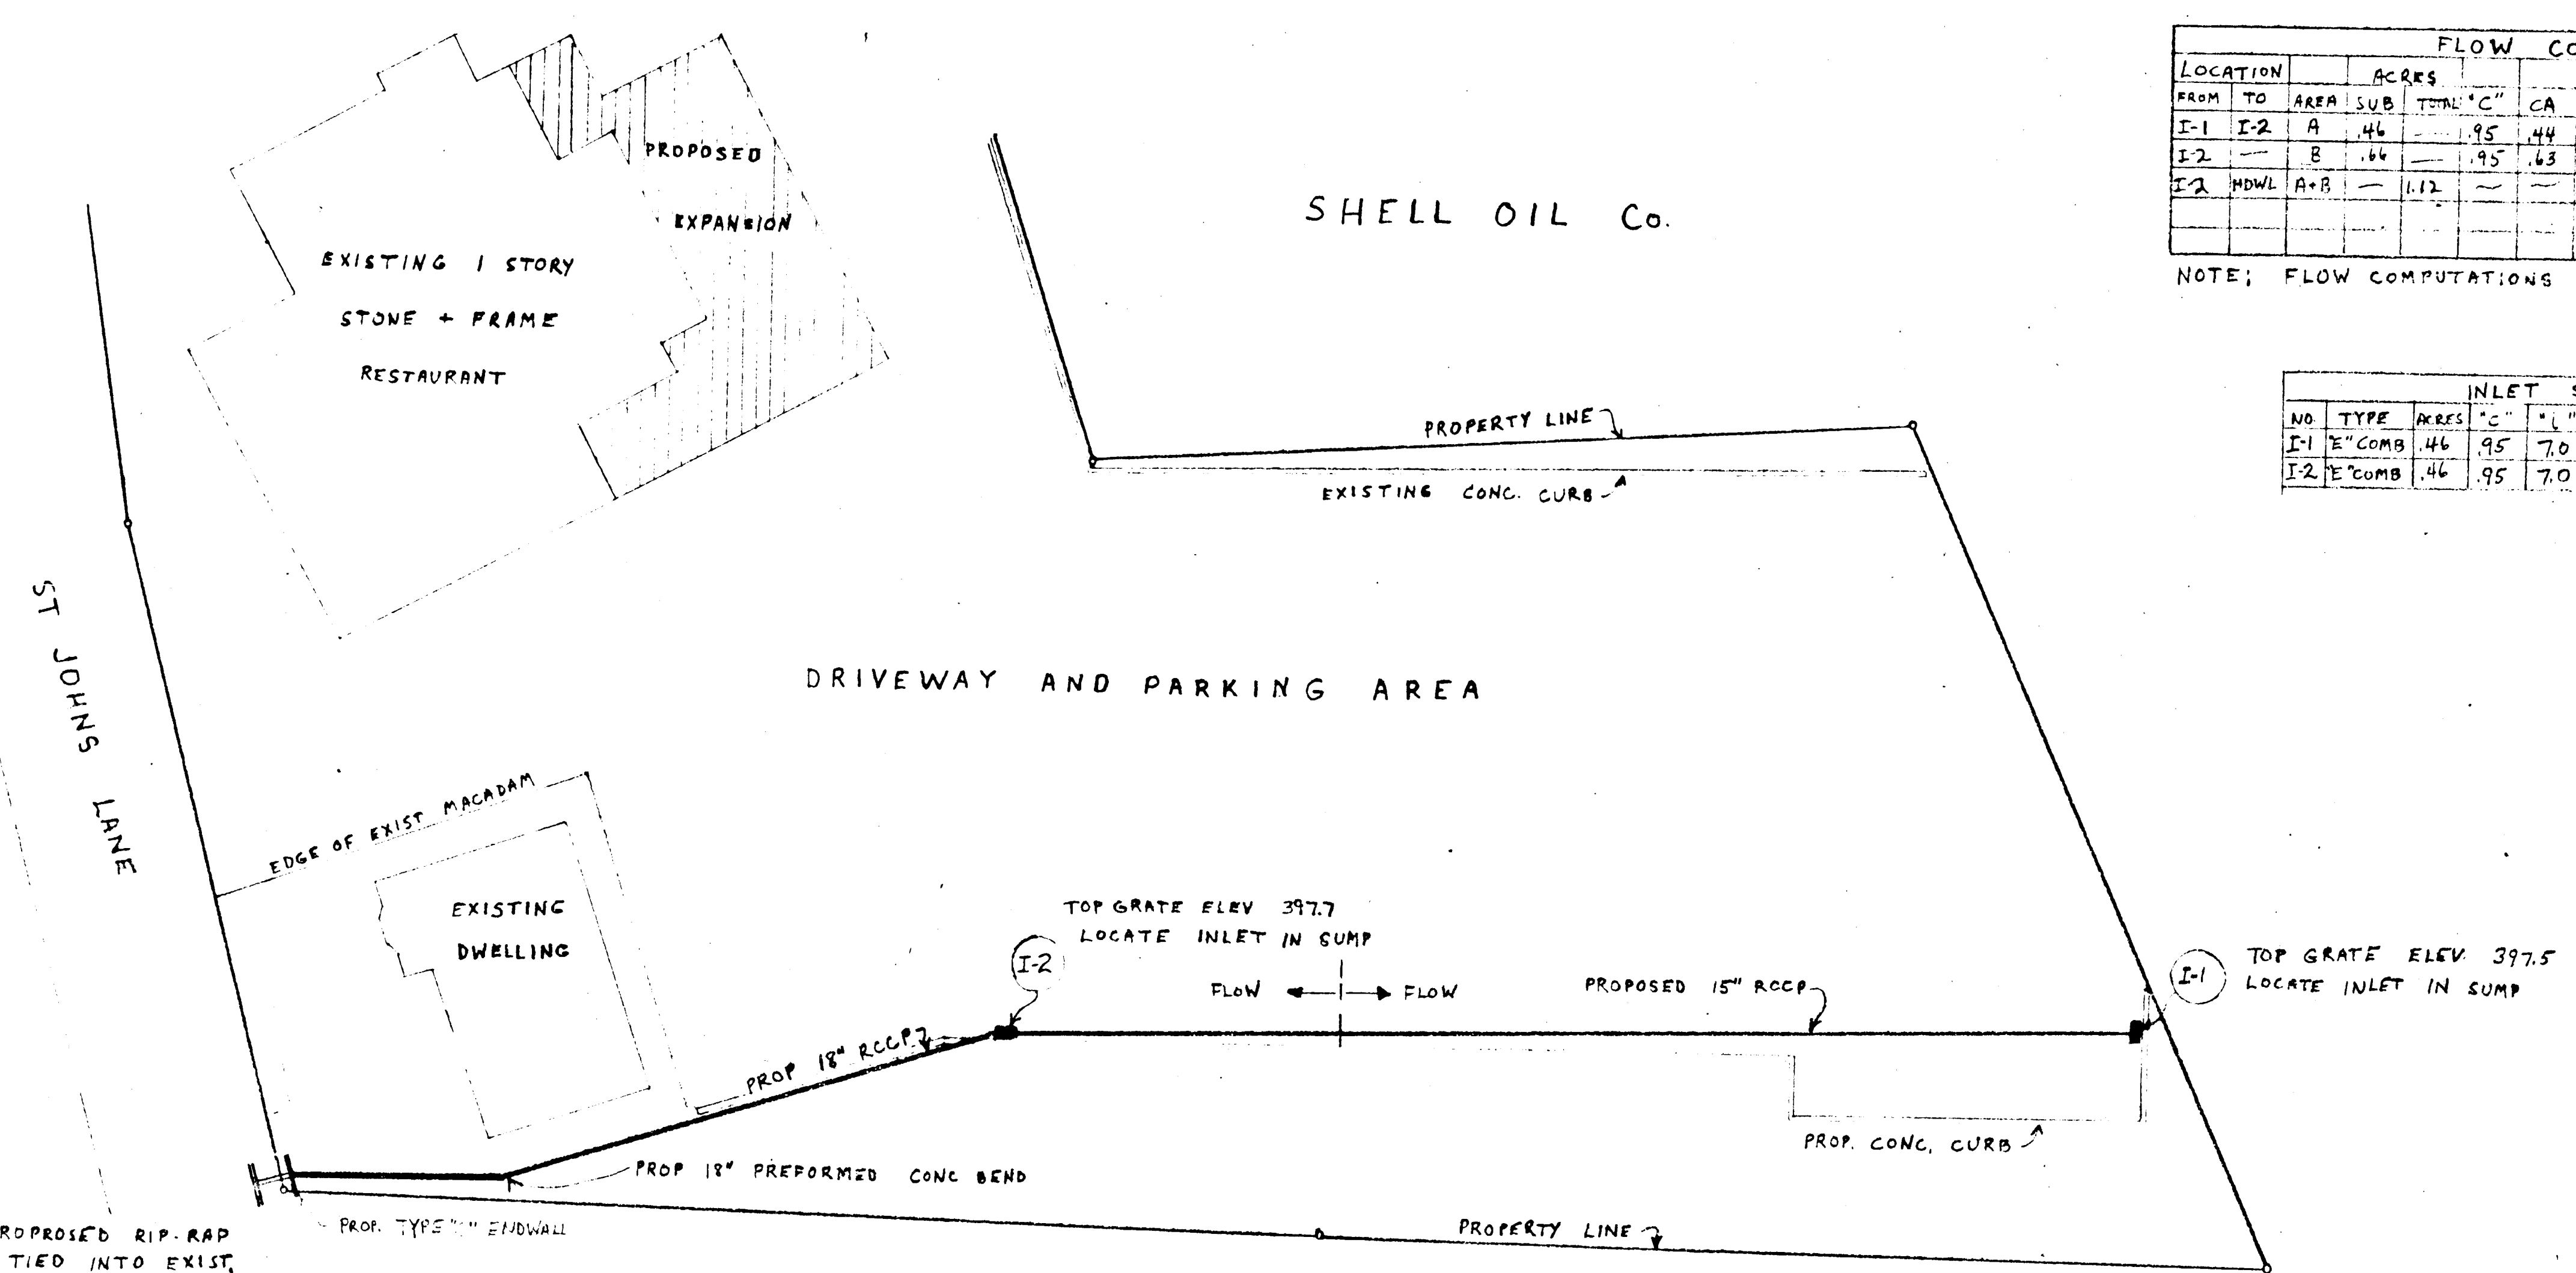 FLOW CO
LOCATION ACRES
FROM TO AREA SUB TOTAL "C" CA
I-1 I-2 A .46 — .95 .44
I-2 — B .66 — .95 .63
I-2 HDWL A+B — 1.12 — —
NOTE; FLOW COMPUTATIONS
INLET S
NO. TYPE ACRES "C" "i"
I-1 "E" COMB .46 .95 7.0
I-2 "E" COMB .46 .95 7.0
PROPOSED
EXPANSION
EXISTING 1 STORY
STONE + FRAME
RESTAURANT
SHELL OIL Co.
PROPERTY LINE
EXISTING CONC. CURB
ST JOHNS LANE
DRIVEWAY AND PARKING AREA
EDGE OF EXIST MACADAM
EXISTING
DWELLING
TOP GRATE ELEV 397.7
LOCATE INLET IN SUMP
I-2
FLOW FLOW
PROPOSED 15" RCCP
I-1
TOP GRATE ELEV. 397.5
LOCATE INLET IN SUMP
PROP 18" RCCP
PROP. CONC. CURB
PROP 18" PREFORMED CONC BEND
PROP. TYPE ENDWALL
PROPERTY LINE
ROPROSED RIP-RAP
TIED INTO EXIST.